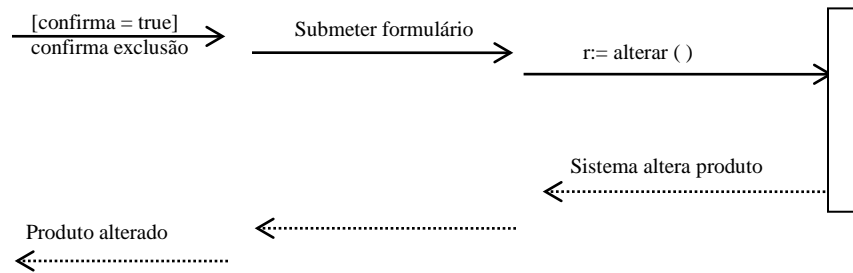 [confirma = true]
confirma exclusão
Submeter formulário
r:= alterar ( )
Sistema altera produto
Produto alterado